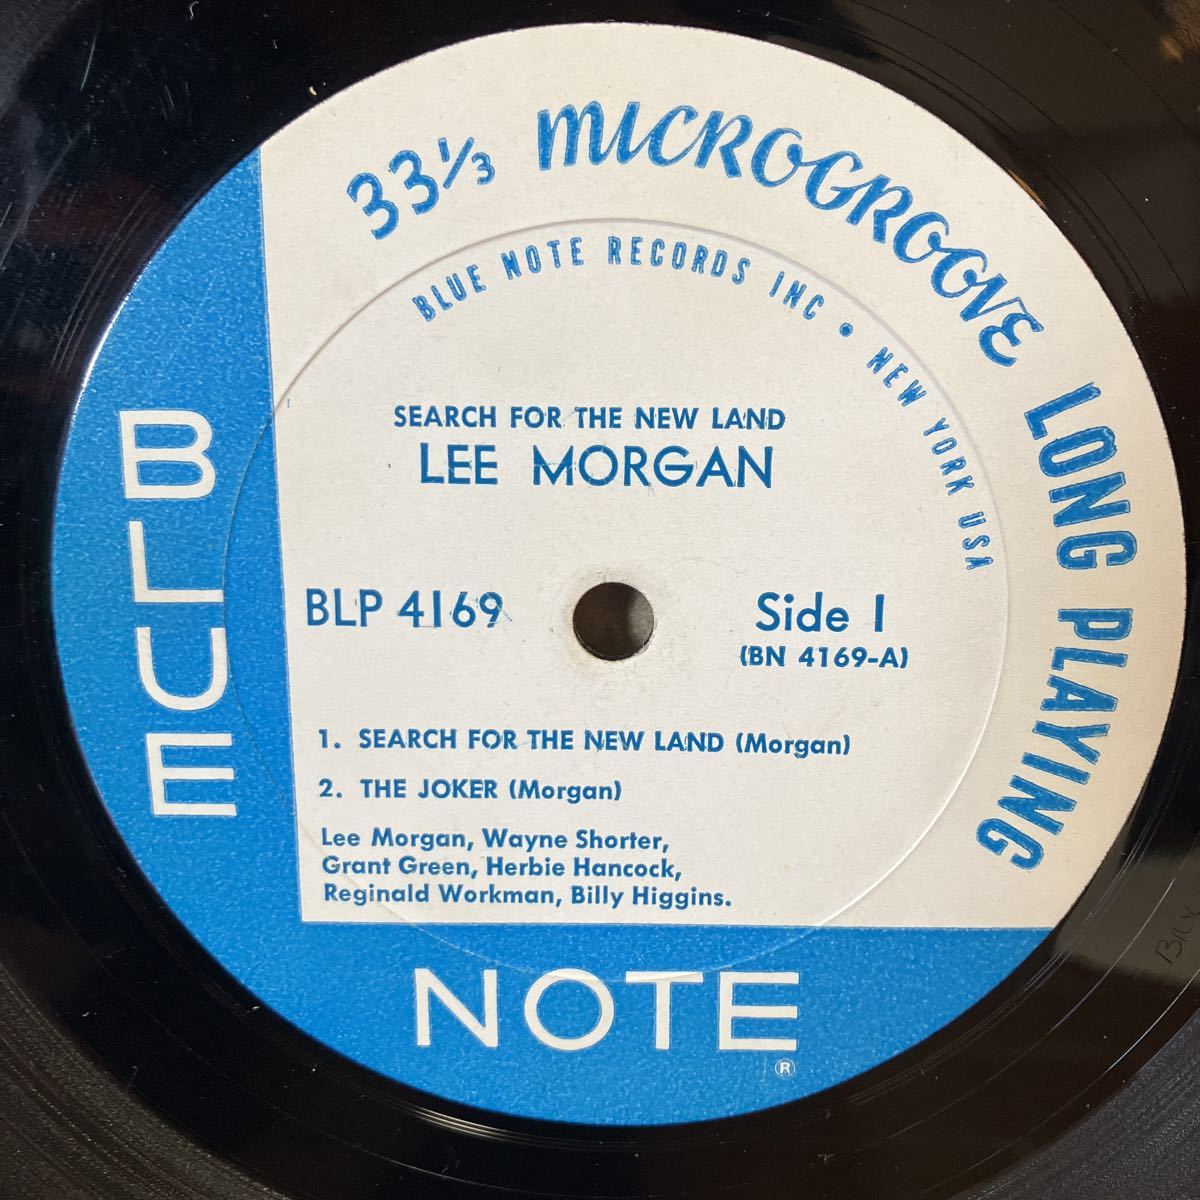 33⅓ MICROGROOVE LONG PLAYING
BLUE NOTE RECORDS INC • NEW YORK USA
SEARCH FOR THE NEW LAND
LEE MORGAN
BLP 4169
Side 1
(BN 4169-A)
1. SEARCH FOR THE NEW LAND (Morgan)
2. THE JOKER (Morgan)
Lee Morgan, Wayne Shorter,
Grant Green, Herbie Hancock,
Reginald Workman, Billy Higgins.
BLUE
NOTE
®